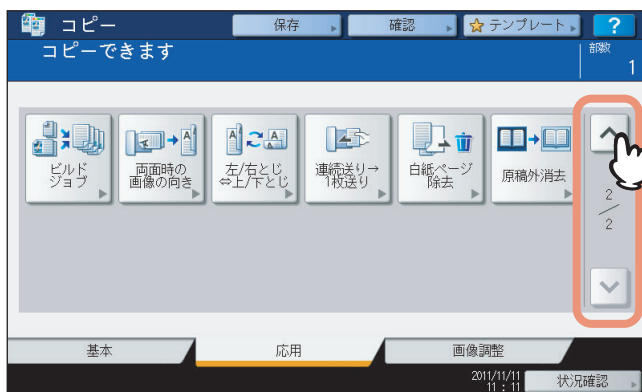 コピー
保存
確認
テンプレート
?
コピーできます
部数
1
ビルド
ジョブ
両面時の
画像の向き
左/右とじ
⇔上/下とじ
連続送り→
1枚送り
白紙ページ
除去
原稿外消去
2
2
基本
応用
画像調整
2011/11/11
11 : 11
状況確認